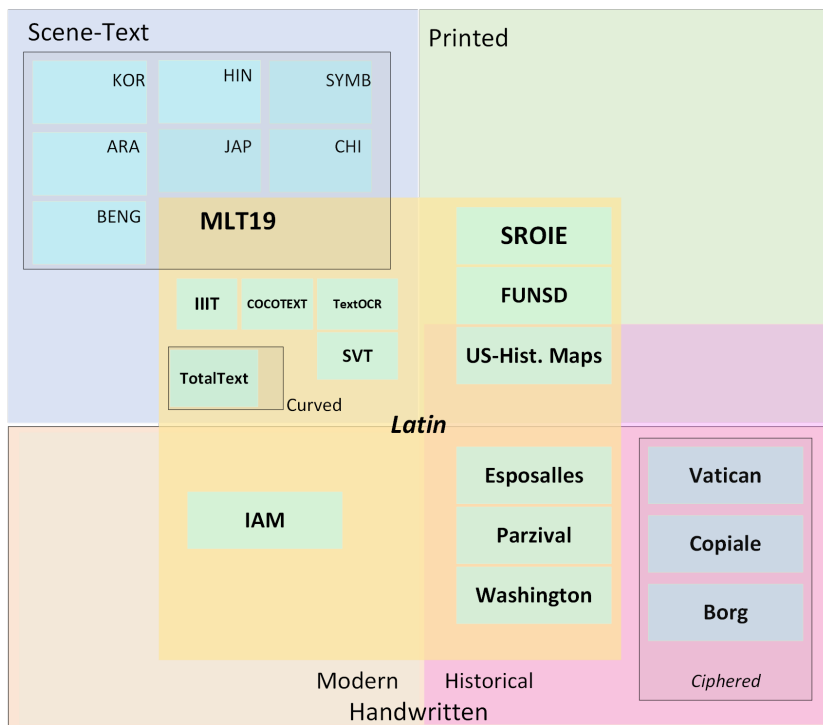 Scene-Text
Printed
KOR
HIN
SYMB
ARA
JAP
CHI
BENG
MLT19
SROIE
FUNSD
US-Hist. Maps
IIIT
COCOTEXT
TextOCR
SVT
TotalText
Curved
Latin
IAM
Esposalles
Parzival
Washington
Vatican
Copiale
Borg
Ciphered
Modern
Historical
Handwritten